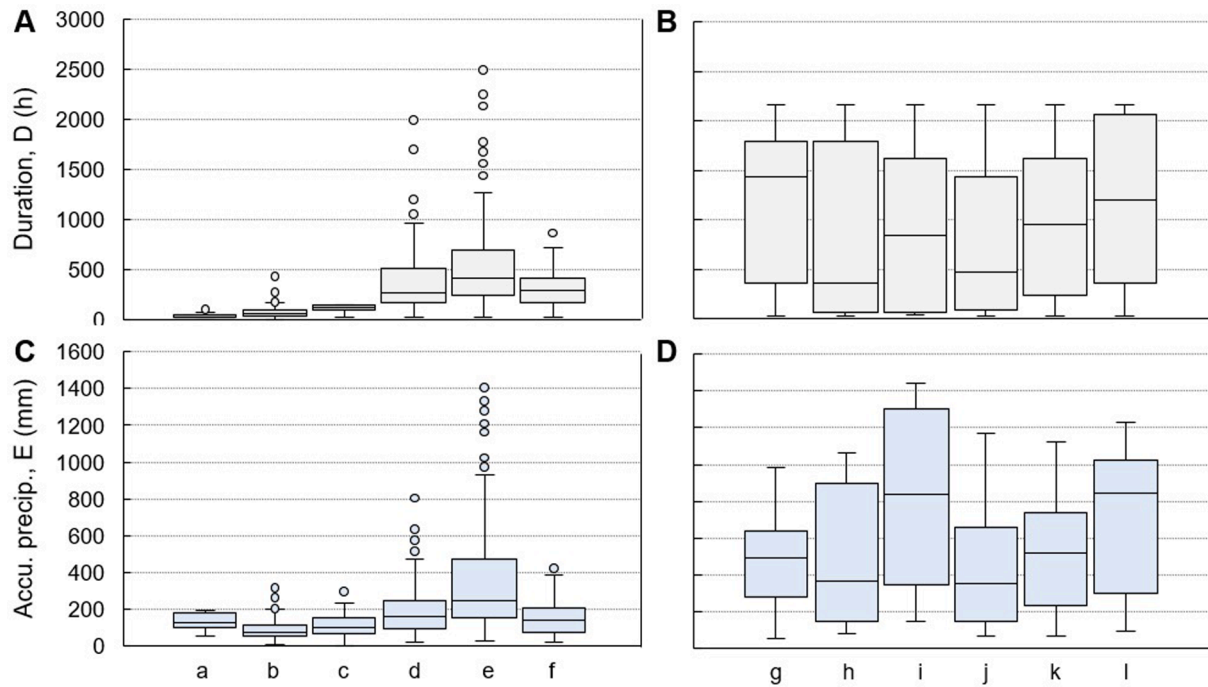 A
B
3000
2500
2000
1500
1000
500
0
Duration, D (h)
C
D
1600
1400
1200
1000
800
600
400
200
0
Accu. precip., E (mm)
a b c d e f
g h i j k l